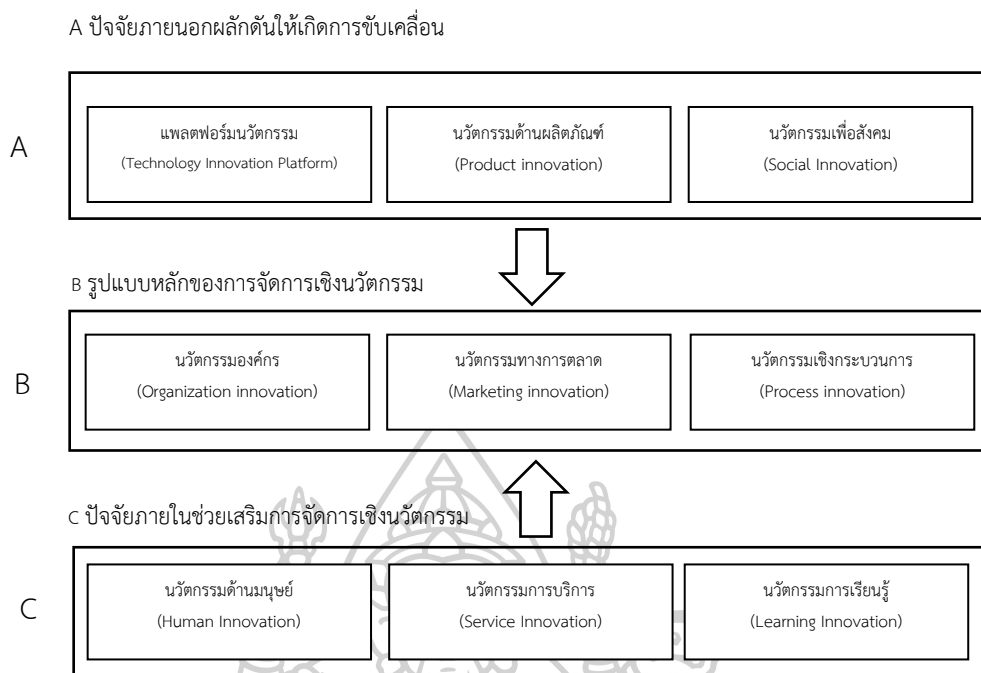 A ปัจจัยภายนอกผลักดันให้เกิดการขับเคลื่อน
A
แพลตฟอร์มนวัตกรรม
(Technology Innovation Platform)
นวัตกรรมด้านผลิตภัณฑ์
(Product innovation)
นวัตกรรมเพื่อสังคม
(Social Innovation)
B รูปแบบหลักของการจัดการเชิงนวัตกรรม
B
นวัตกรรมองค์กร
(Organization innovation)
นวัตกรรมทางการตลาด
(Marketing innovation)
นวัตกรรมเชิงกระบวนการ
(Process innovation)
C ปัจจัยภายในช่วยเสริมการจัดการเชิงนวัตกรรม
C
นวัตกรรมด้านมนุษย์
(Human Innovation)
นวัตกรรมการบริการ
(Service Innovation)
นวัตกรรมการเรียนรู้
(Learning Innovation)